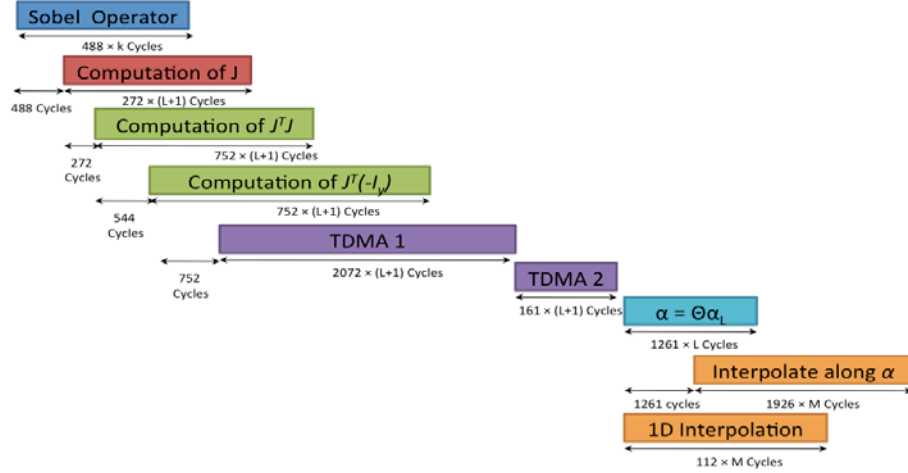 Sobel Operator
488 × k Cycles
Computation of J
488 Cycles
272 × (L+1) Cycles
Computation of JᵀJ
272
Cycles
752 × (L+1) Cycles
Computation of Jᵀ(-Iᵧ)
544
Cycles
752 × (L+1) Cycles
TDMA 1
752
Cycles
2072 × (L+1) Cycles
TDMA 2
161 × (L+1) Cycles
α = Θα_L
1261 × L Cycles
Interpolate along α
1261 cycles
1926 × M Cycles
1D Interpolation
112 × M Cycles